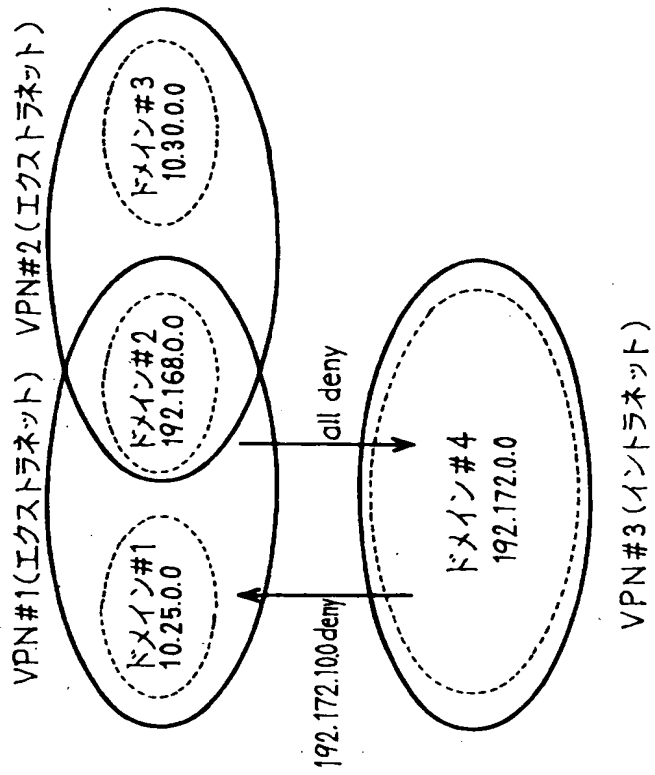 VPN#1(エクストラネット)
VPN#2(エクストラネット)
ドメイン#1
10.25.0.0
ドメイン#2
192.168.0.0
ドメイン#3
10.30.0.0
192.172.10.0deny
all deny
ドメイン#4
192.172.0.0
VPN#3(イントラネット)